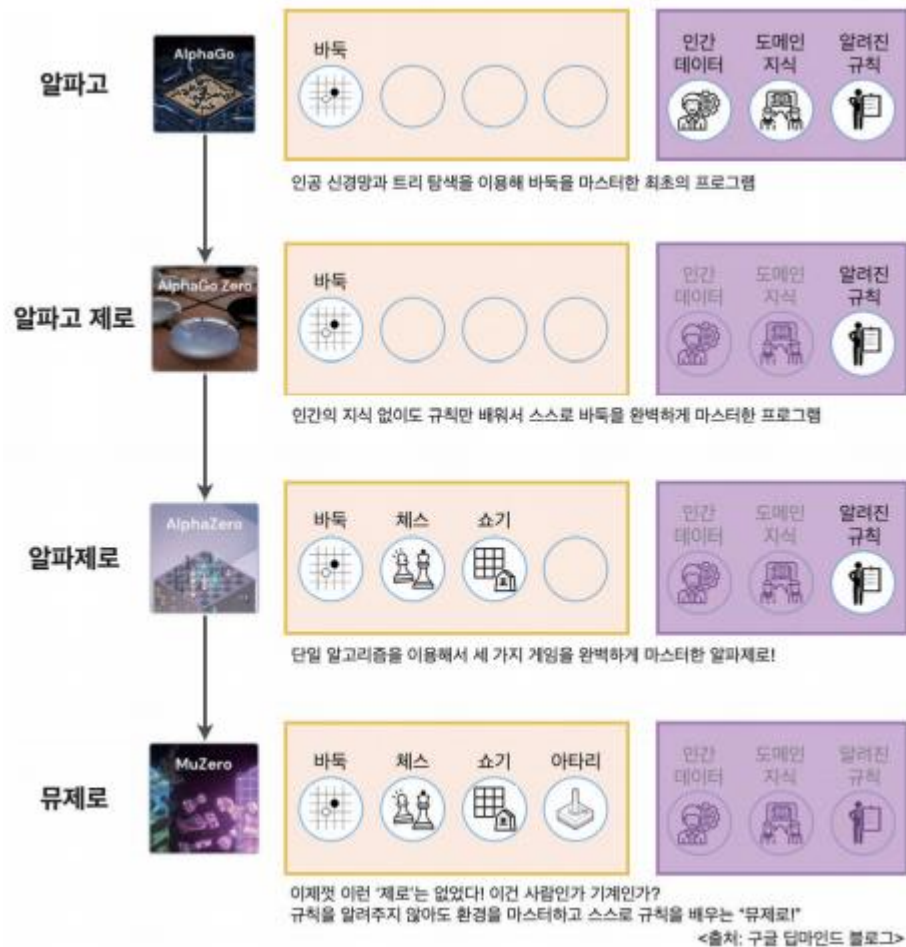 알파고
AlphaGo
바둑
인간
데이터
도메인
지식
알려진
규칙
인공 신경망과 트리 탐색을 이용해 바둑을 마스터한 최초의 프로그램
알파고 제로
AlphaGo Zero
바둑
인간
데이터
도메인
지식
알려진
규칙
인간의 지식 없이도 규칙만 배워서 스스로 바둑을 완벽하게 마스터한 프로그램
알파제로
AlphaZero
바둑
체스
쇼기
인간
데이터
도메인
지식
알려진
규칙
단일 알고리즘을 이용해서 세 가지 게임을 완벽하게 마스터한 알파제로!
뮤제로
MuZero
바둑
체스
쇼기
아타리
인간
데이터
도메인
지식
알려진
규칙
이제껏 이런 '제로'는 없었다! 이건 사람인가 기계인가?
규칙을 알려주지 않아도 환경을 마스터하고 스스로 규칙을 배우는 "뮤제로!"
<출처: 구글 딥마인드 블로그>